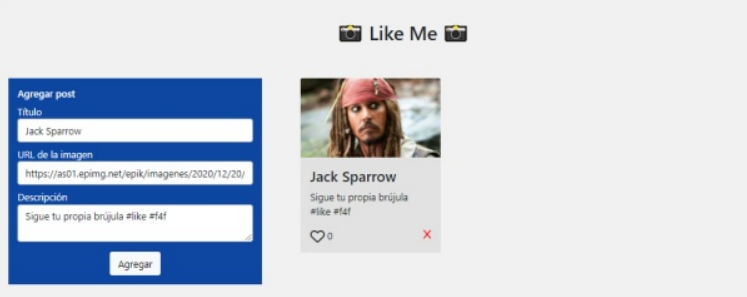 📷 Like Me 📷
Agregar post
Título
Jack Sparrow
URL de la imagen
https://as01.epimg.net/epik/imagenes/2020/12/20/
Descripción
Sigue tu propia brújula #like #f4f
Agregar
Jack Sparrow
Sigue tu propia brújula
#like #f4f
0
X